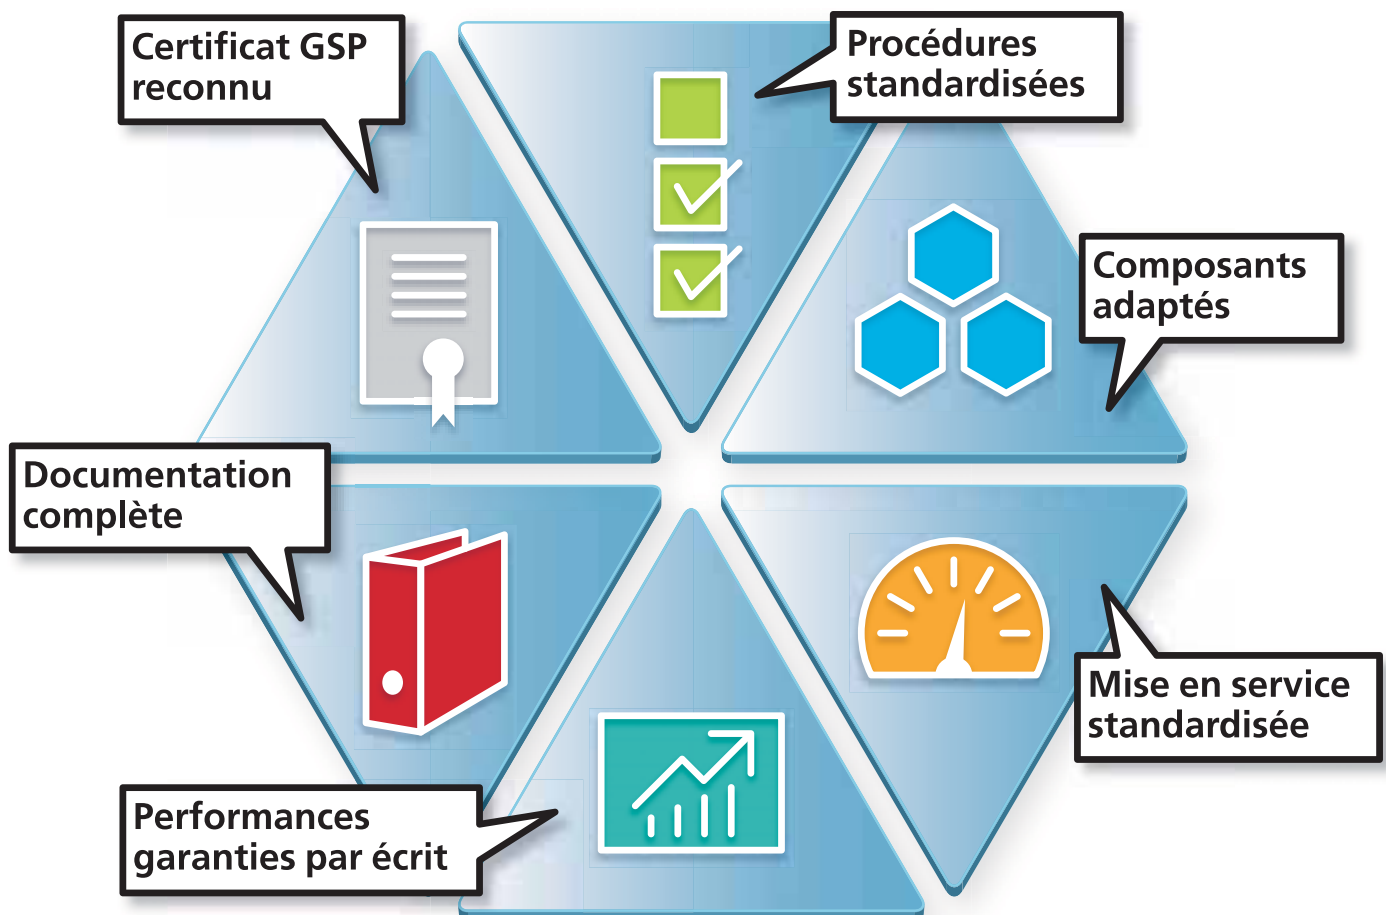 Certificat GSP
reconnu
Procédures
standardisées
Composants
adaptés
Documentation
complète
Mise en service
standardisée
Performances
garanties par écrit